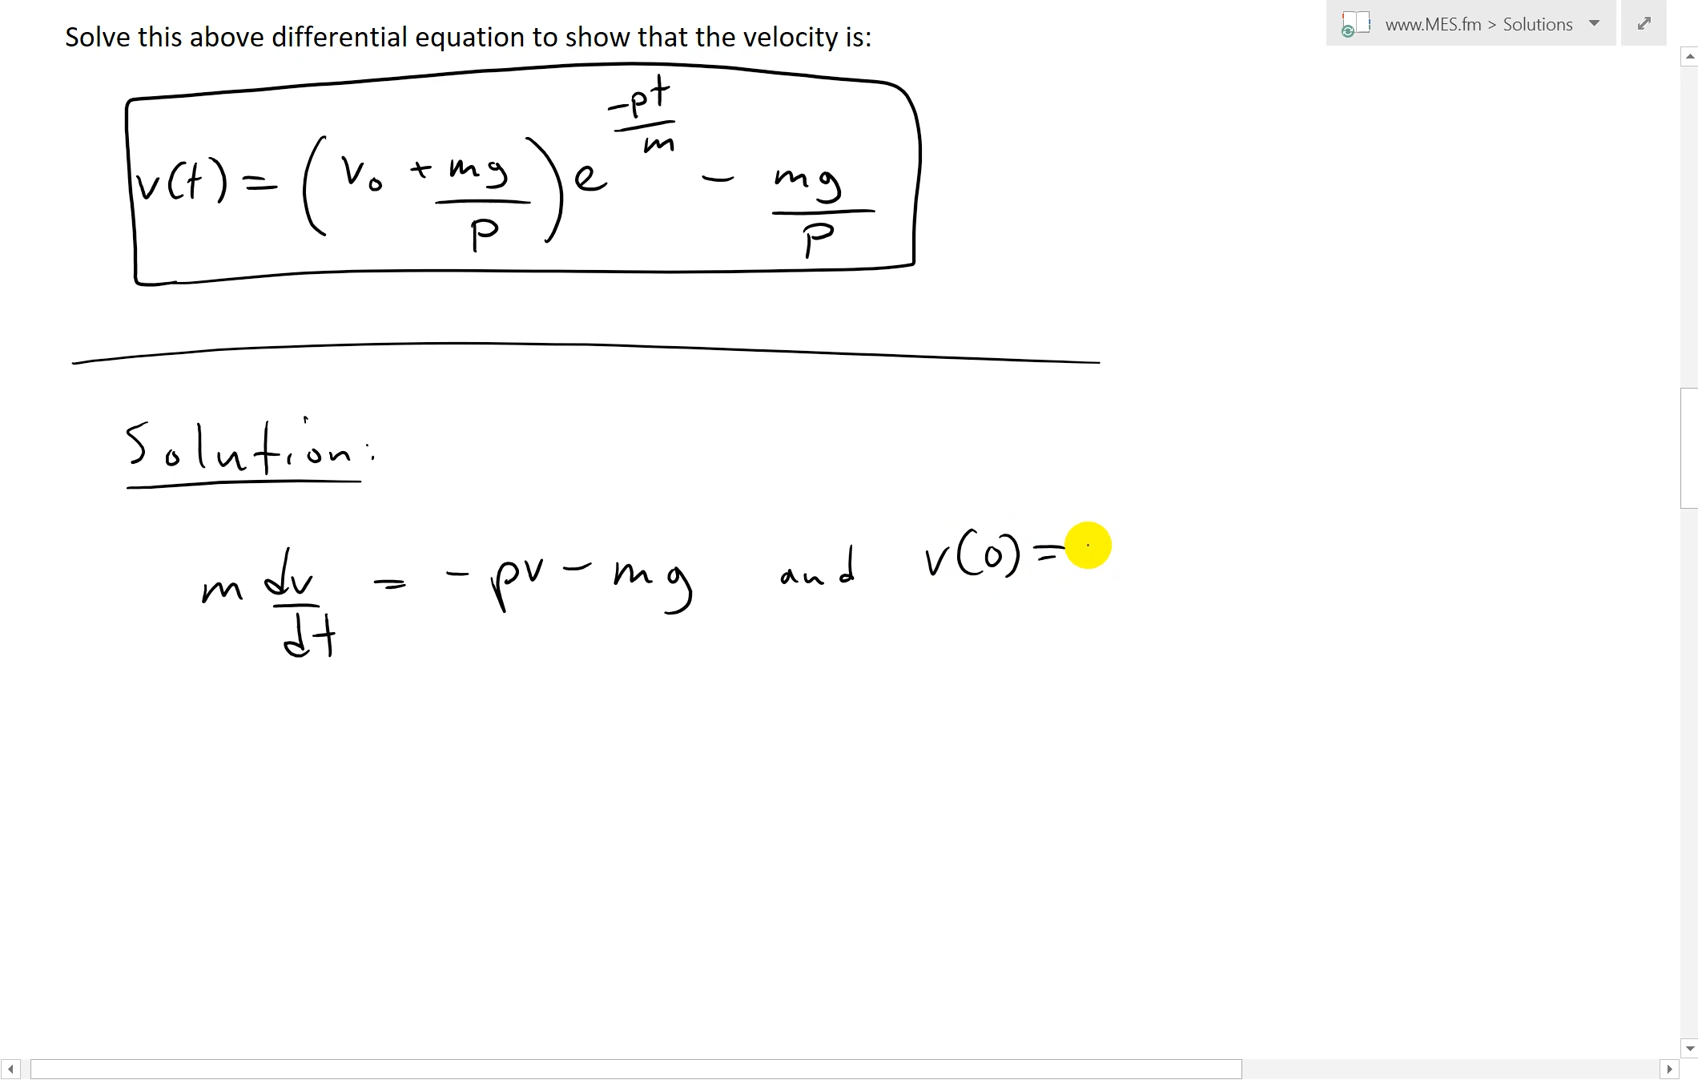 www.MES.fm > Solutions
Solve this above differential equation to show that the velocity is:
v(t) = (v₀ + mg/p) e^(-pt/m) - mg/p
Solution:
m dv/dt = - pv - mg and v(0) =